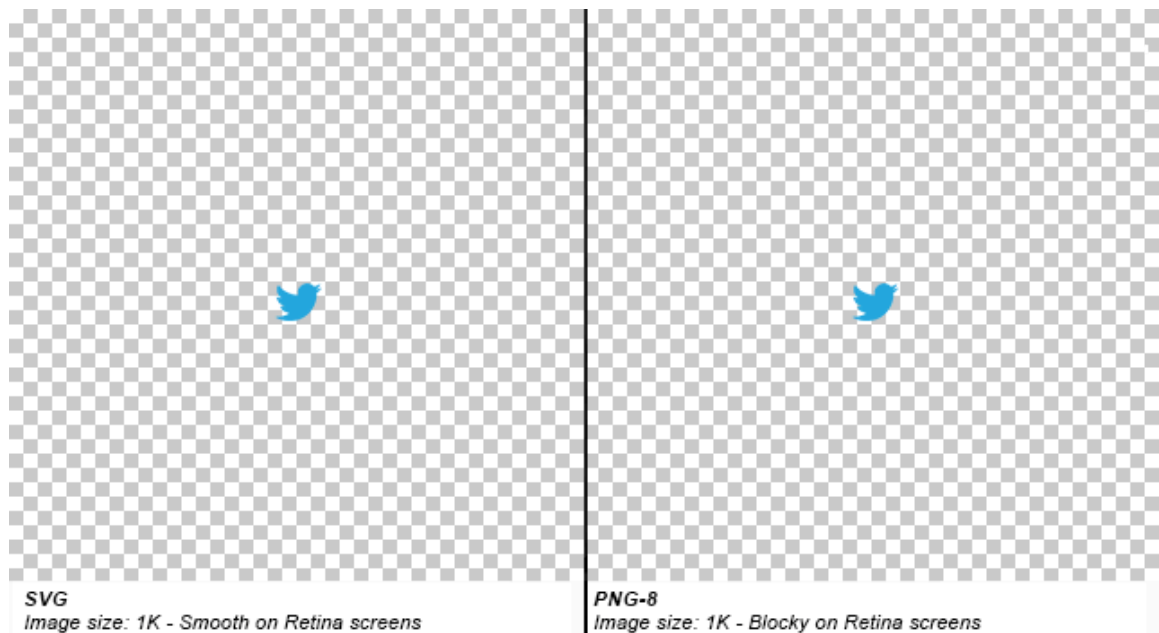 SVG
Image size: 1K - Smooth on Retina screens
PNG-8
Image size: 1K - Blocky on Retina screens